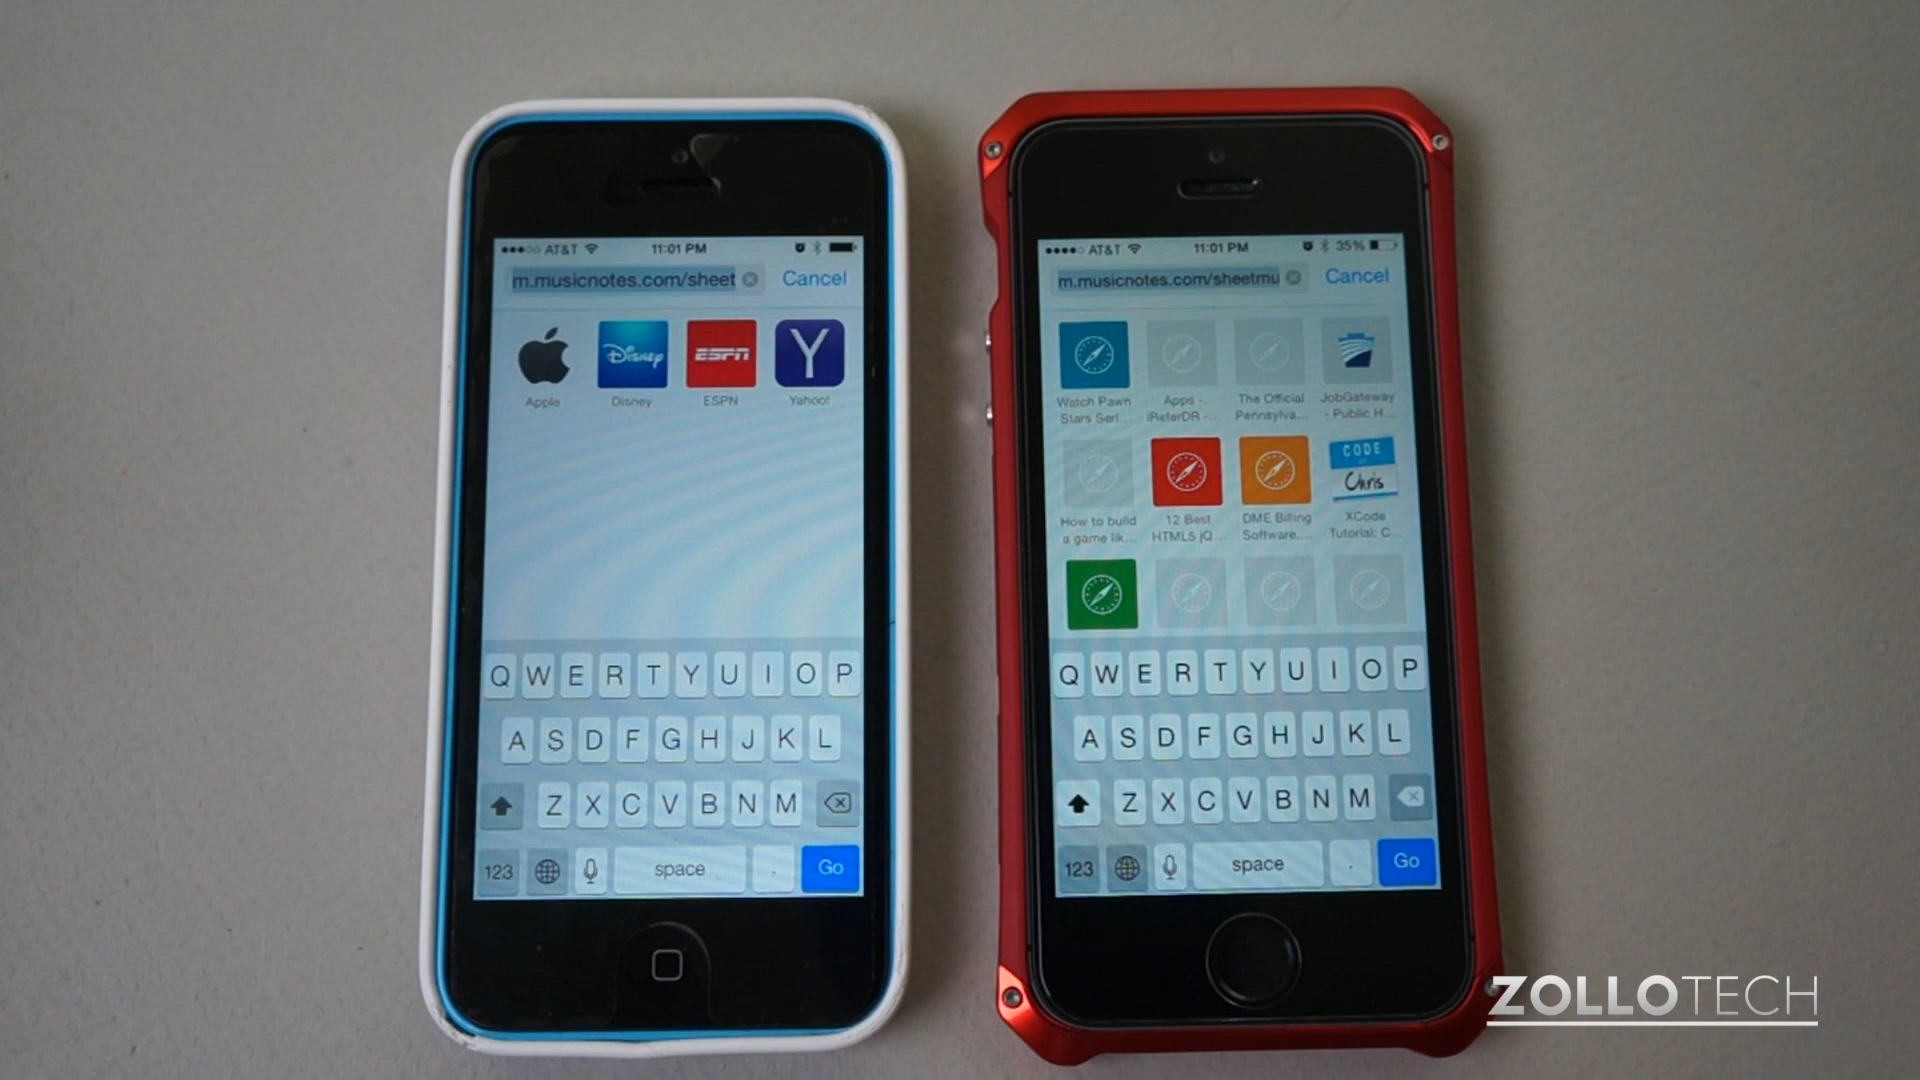 AT&T 11:01 PM
m.musicnotes.com/sheet Cancel
Disney ESPN Y
Apple Disney ESPN Yahoo!
Q W E R T Y U I O P
A S D F G H J K L
Z X C V B N M
123 space . Go
AT&T 11:01 PM 35%
m.musicnotes.com/sheetmu Cancel
Watch Pawn Stars Seri...
Apps - iReferDR -...
The Official Pennsylva...
JobGateway - Public H...
CODE
Chris
How to build a game lik...
12 Best HTML5 jQ...
DME Billing Software,...
XCode Tutorial: C...
Q W E R T Y U I O P
A S D F G H J K L
Z X C V B N M
123 space . Go
ZOLLOTECH